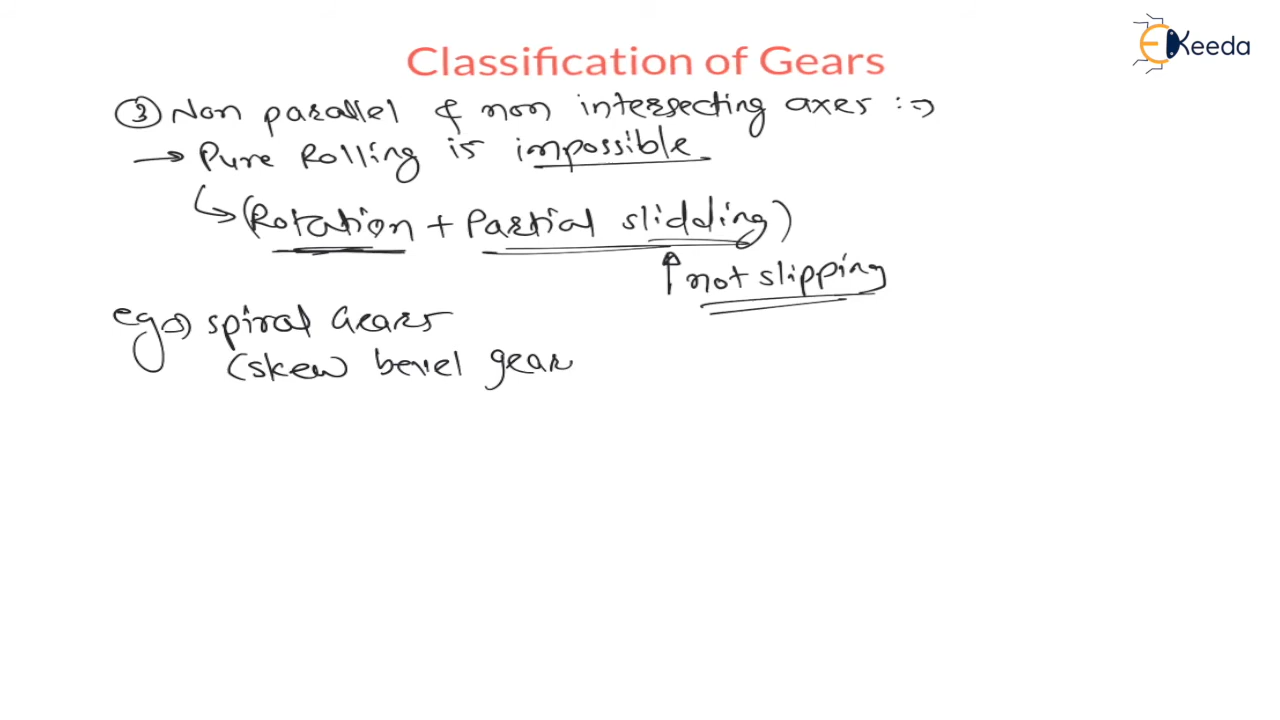 Classification of Gears
EKeeda
③ Non parallel & non intersecting axes :⇒
→ Pure Rolling is impossible
↳ (Rotation + Partial slidding)
↑ not slipping
eg⇒ spiral Gears
(skew bevel gear